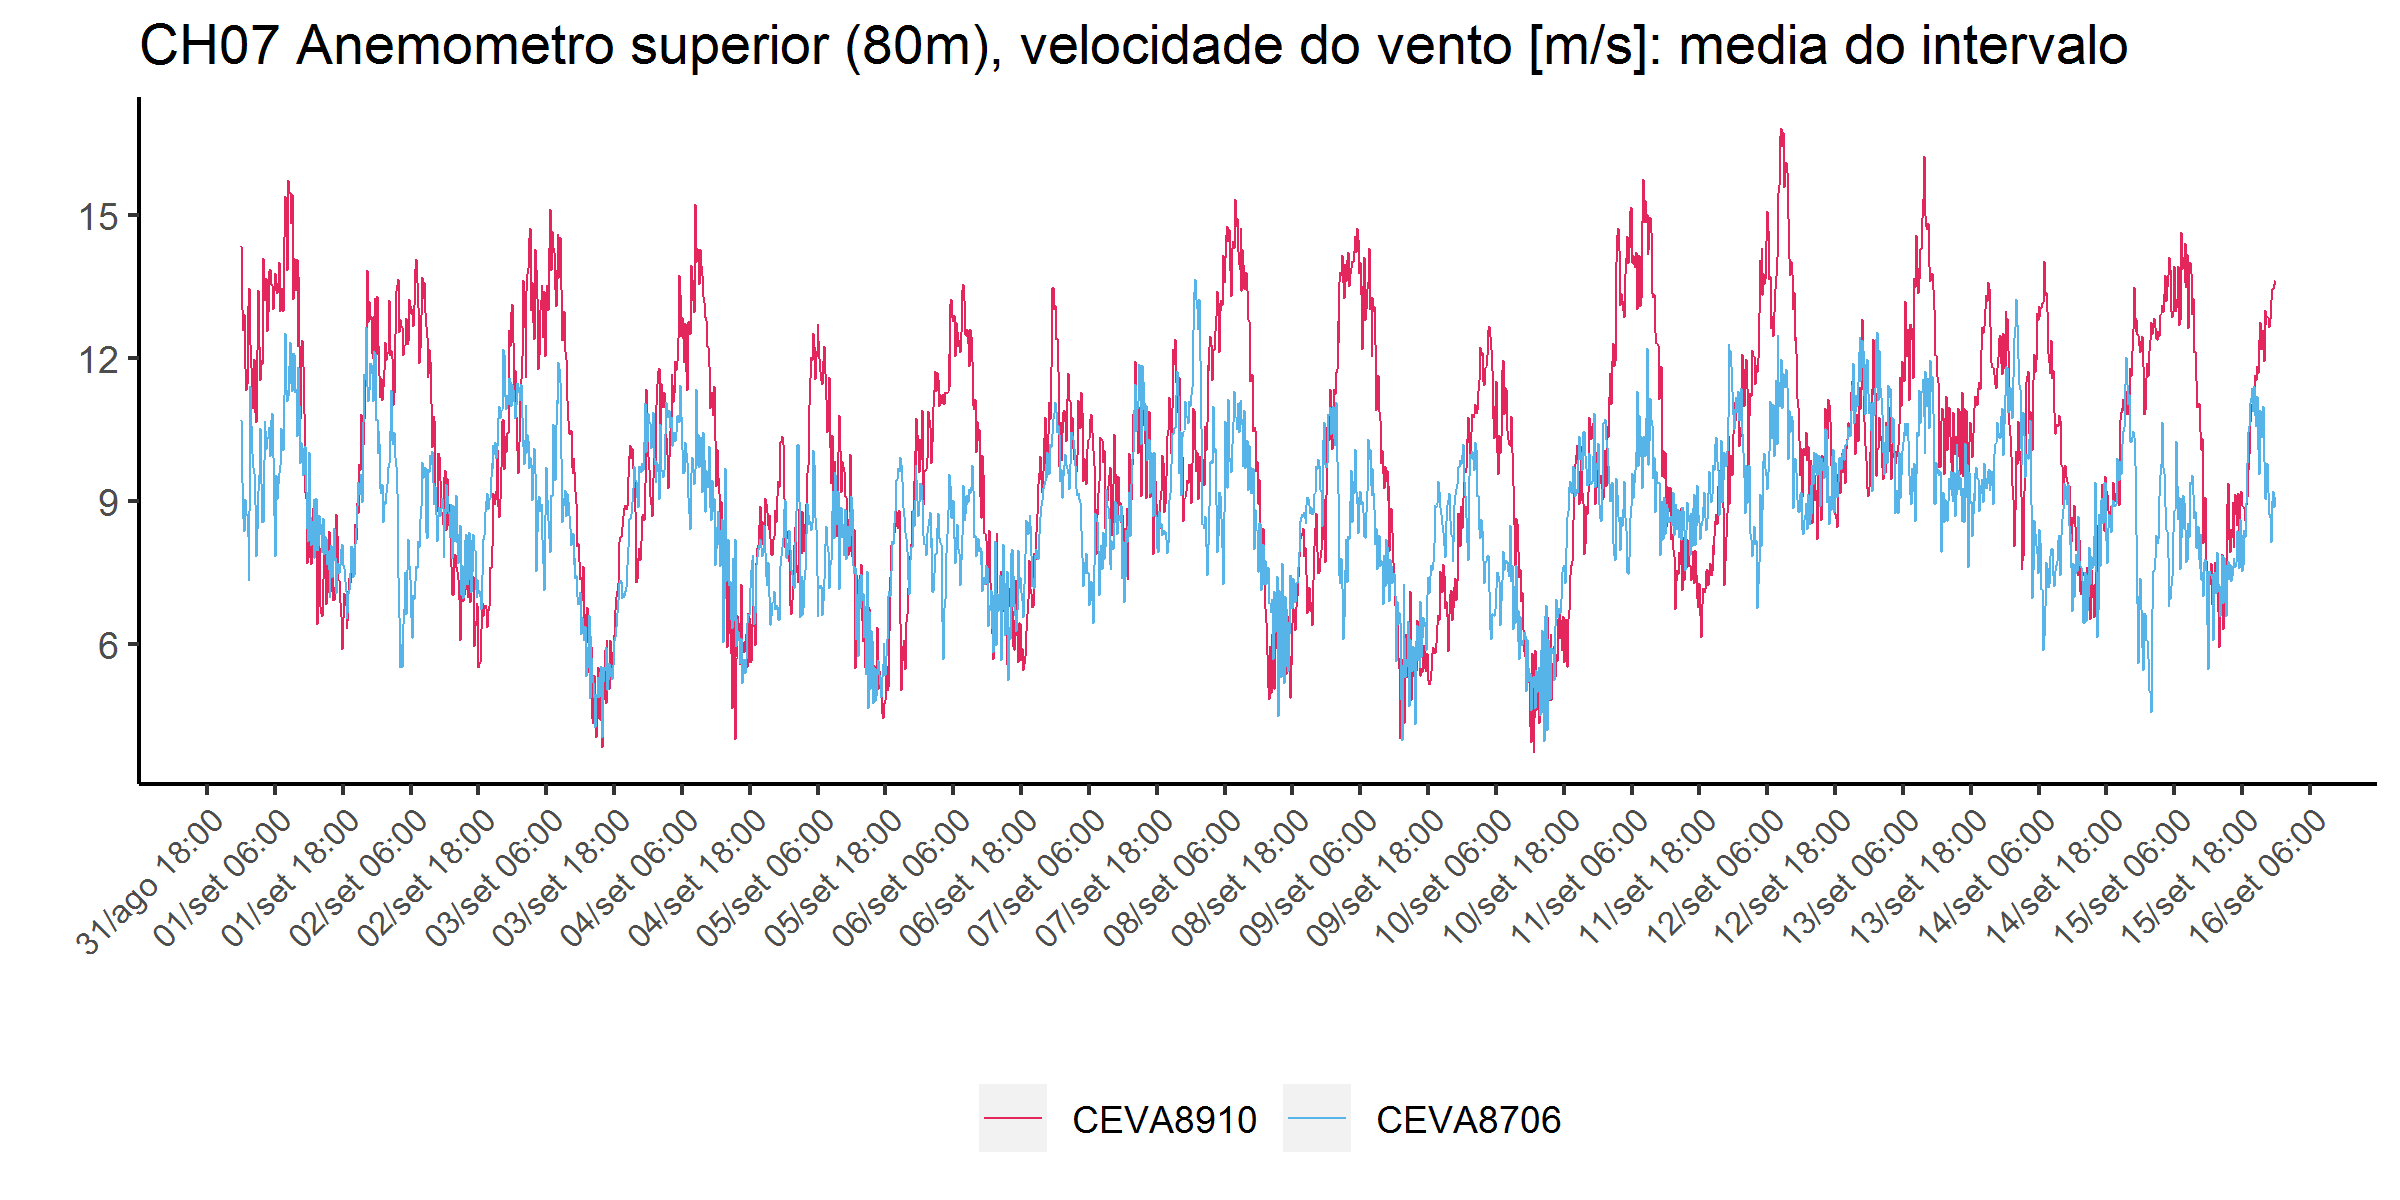 CH07 Anemometro superior (80m), velocidade do vento [m/s]: media do intervalo
15
12
9
6
31/ago 18:00
01/set 06:00
01/set 18:00
02/set 06:00
02/set 18:00
03/set 06:00
03/set 18:00
04/set 06:00
04/set 18:00
05/set 06:00
05/set 18:00
06/set 06:00
06/set 18:00
07/set 06:00
07/set 18:00
08/set 06:00
08/set 18:00
09/set 06:00
09/set 18:00
10/set 06:00
10/set 18:00
11/set 06:00
11/set 18:00
12/set 06:00
12/set 18:00
13/set 06:00
13/set 18:00
14/set 06:00
14/set 18:00
15/set 06:00
15/set 18:00
16/set 06:00
CEVA8910
CEVA8706